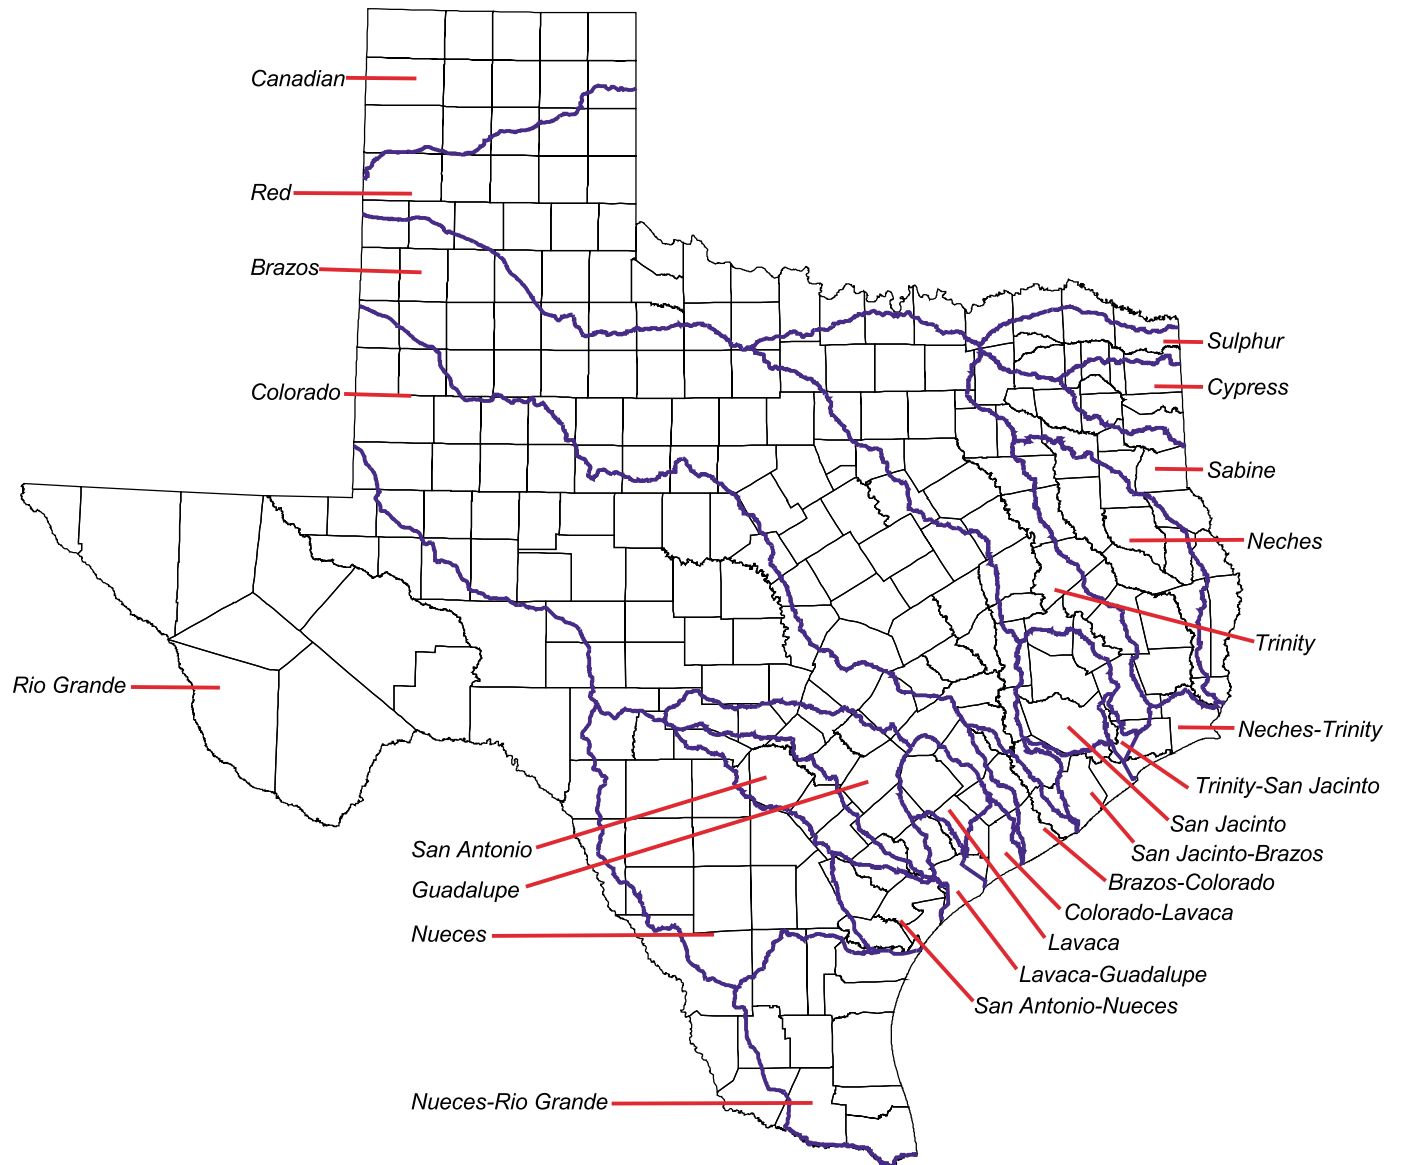 Canadian
Red
Brazos
Sulphur
Cypress
Colorado
Sabine
Neches
Trinity
Rio Grande
Neches-Trinity
Trinity-San Jacinto
San Jacinto
San Antonio
San Jacinto-Brazos
Guadalupe
Brazos-Colorado
Colorado-Lavaca
Nueces
Lavaca
Lavaca-Guadalupe
San Antonio-Nueces
Nueces-Rio Grande